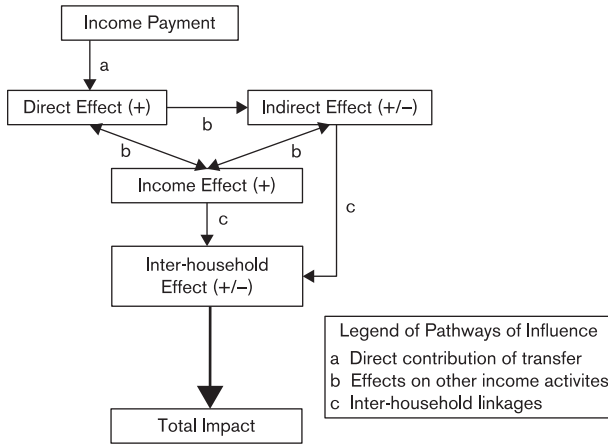 Income Payment
a
Direct Effect (+)
b
Indirect Effect (+/−)
b
b
Income Effect (+)
c
c
Inter-household
Effect (+/−)
Total Impact
Legend of Pathways of Influence
a Direct contribution of transfer
b Effects on other income activites
c Inter-household linkages